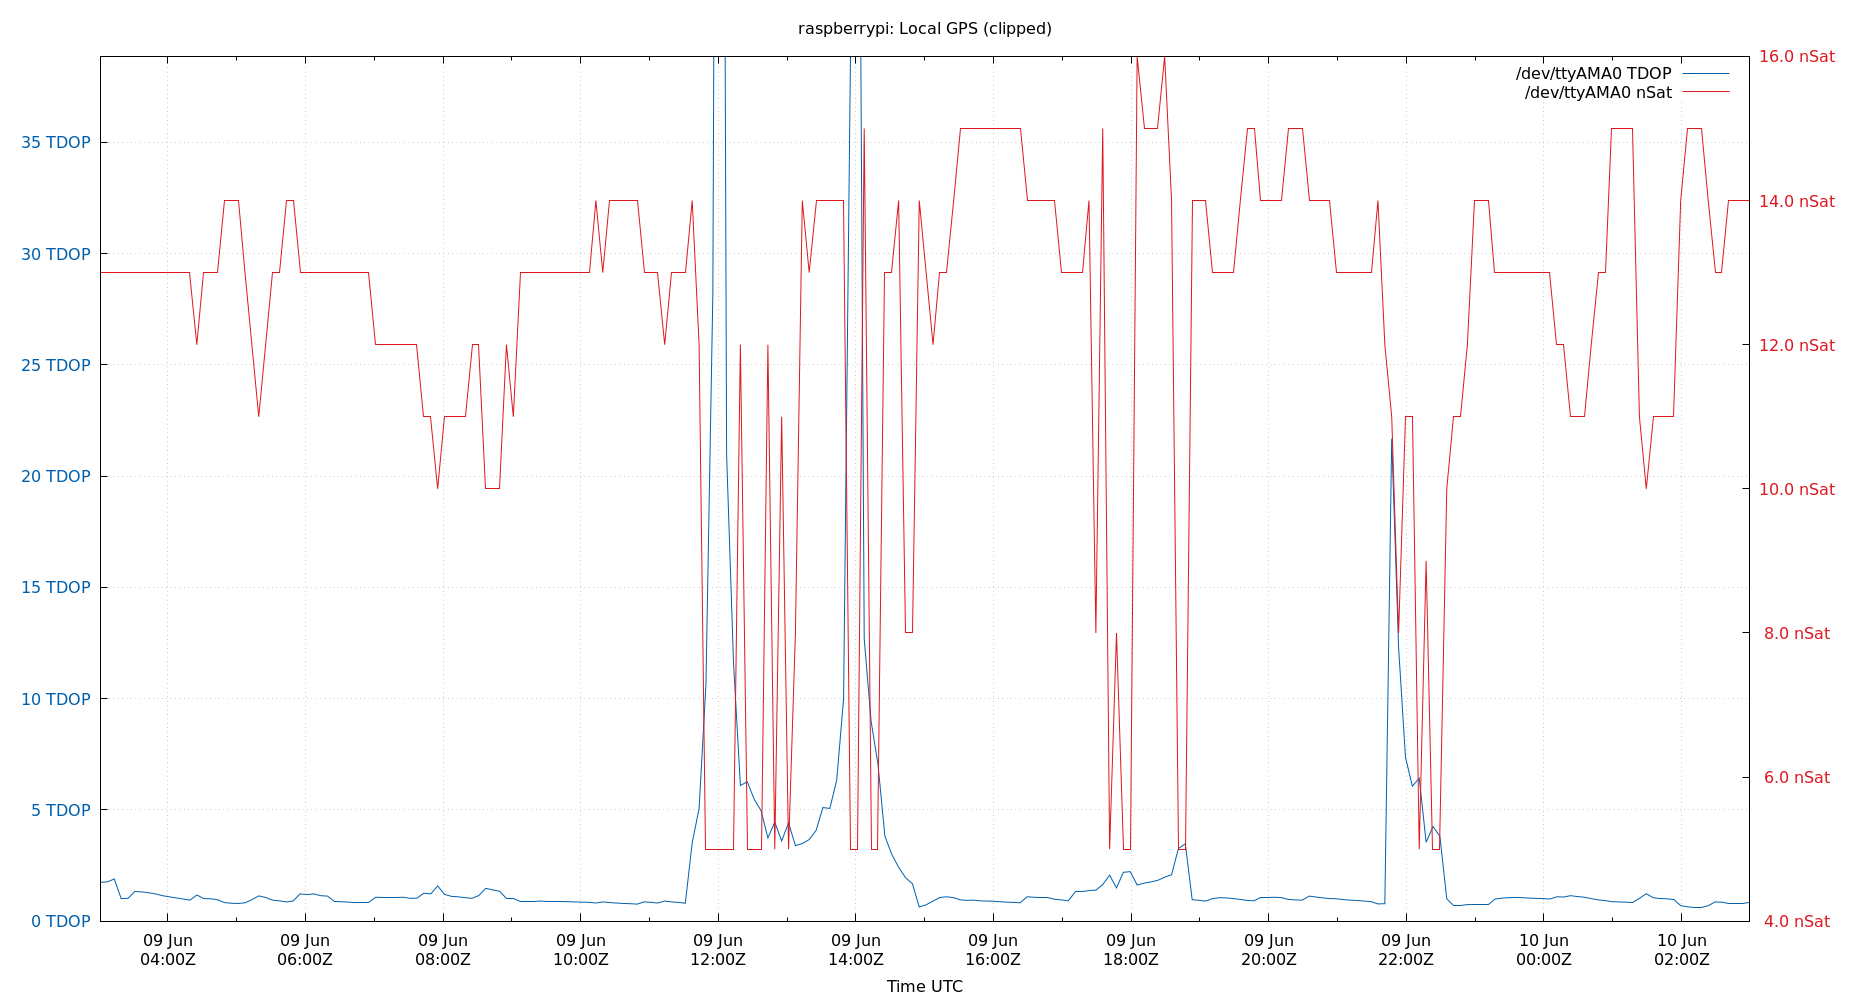 raspberrypi: Local GPS (clipped)
/dev/ttyAMA0 TDOP
/dev/ttyAMA0 nSat
35 TDOP
30 TDOP
25 TDOP
20 TDOP
15 TDOP
10 TDOP
5 TDOP
0 TDOP
16.0 nSat
14.0 nSat
12.0 nSat
10.0 nSat
8.0 nSat
6.0 nSat
4.0 nSat
09 Jun 09 Jun 09 Jun 09 Jun 09 Jun 09 Jun 09 Jun 09 Jun 09 Jun 09 Jun 10 Jun 10 Jun
04:00Z 06:00Z 08:00Z 10:00Z 12:00Z 14:00Z 16:00Z 18:00Z 20:00Z 22:00Z 00:00Z 02:00Z
Time UTC